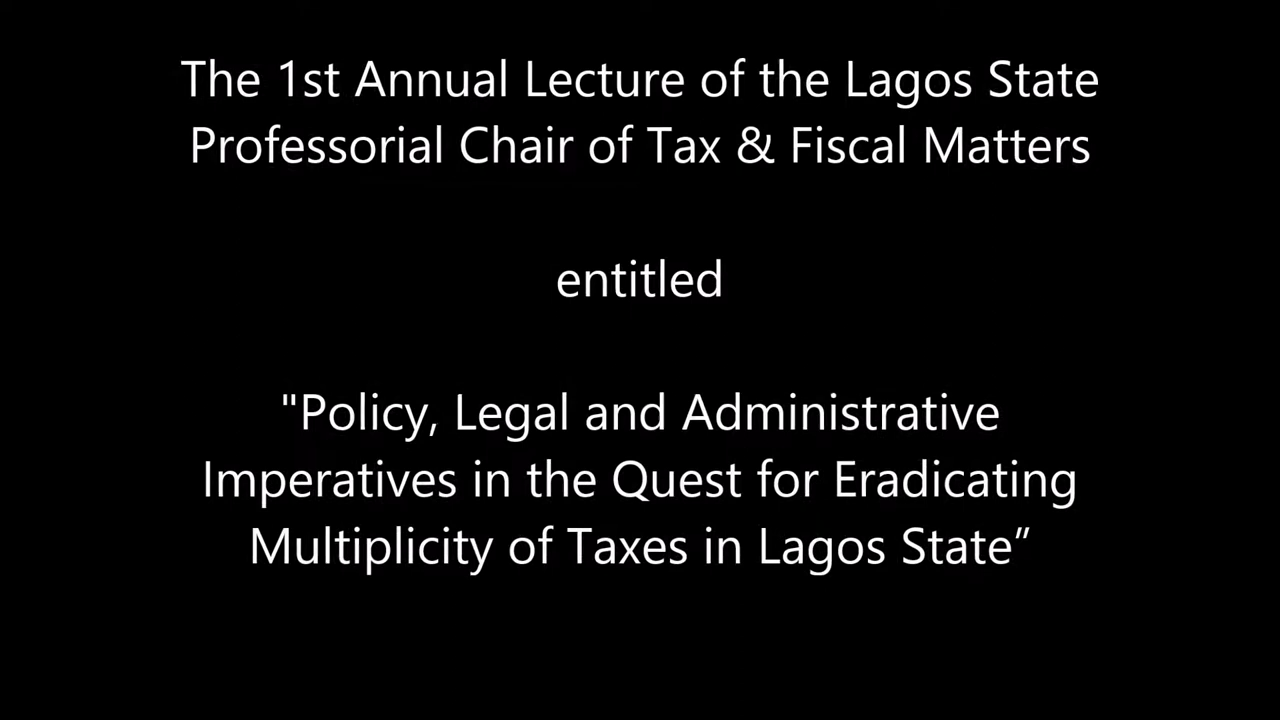 The 1st Annual Lecture of the Lagos State
Professorial Chair of Tax & Fiscal Matters
entitled
"Policy, Legal and Administrative
Imperatives in the Quest for Eradicating
Multiplicity of Taxes in Lagos State”